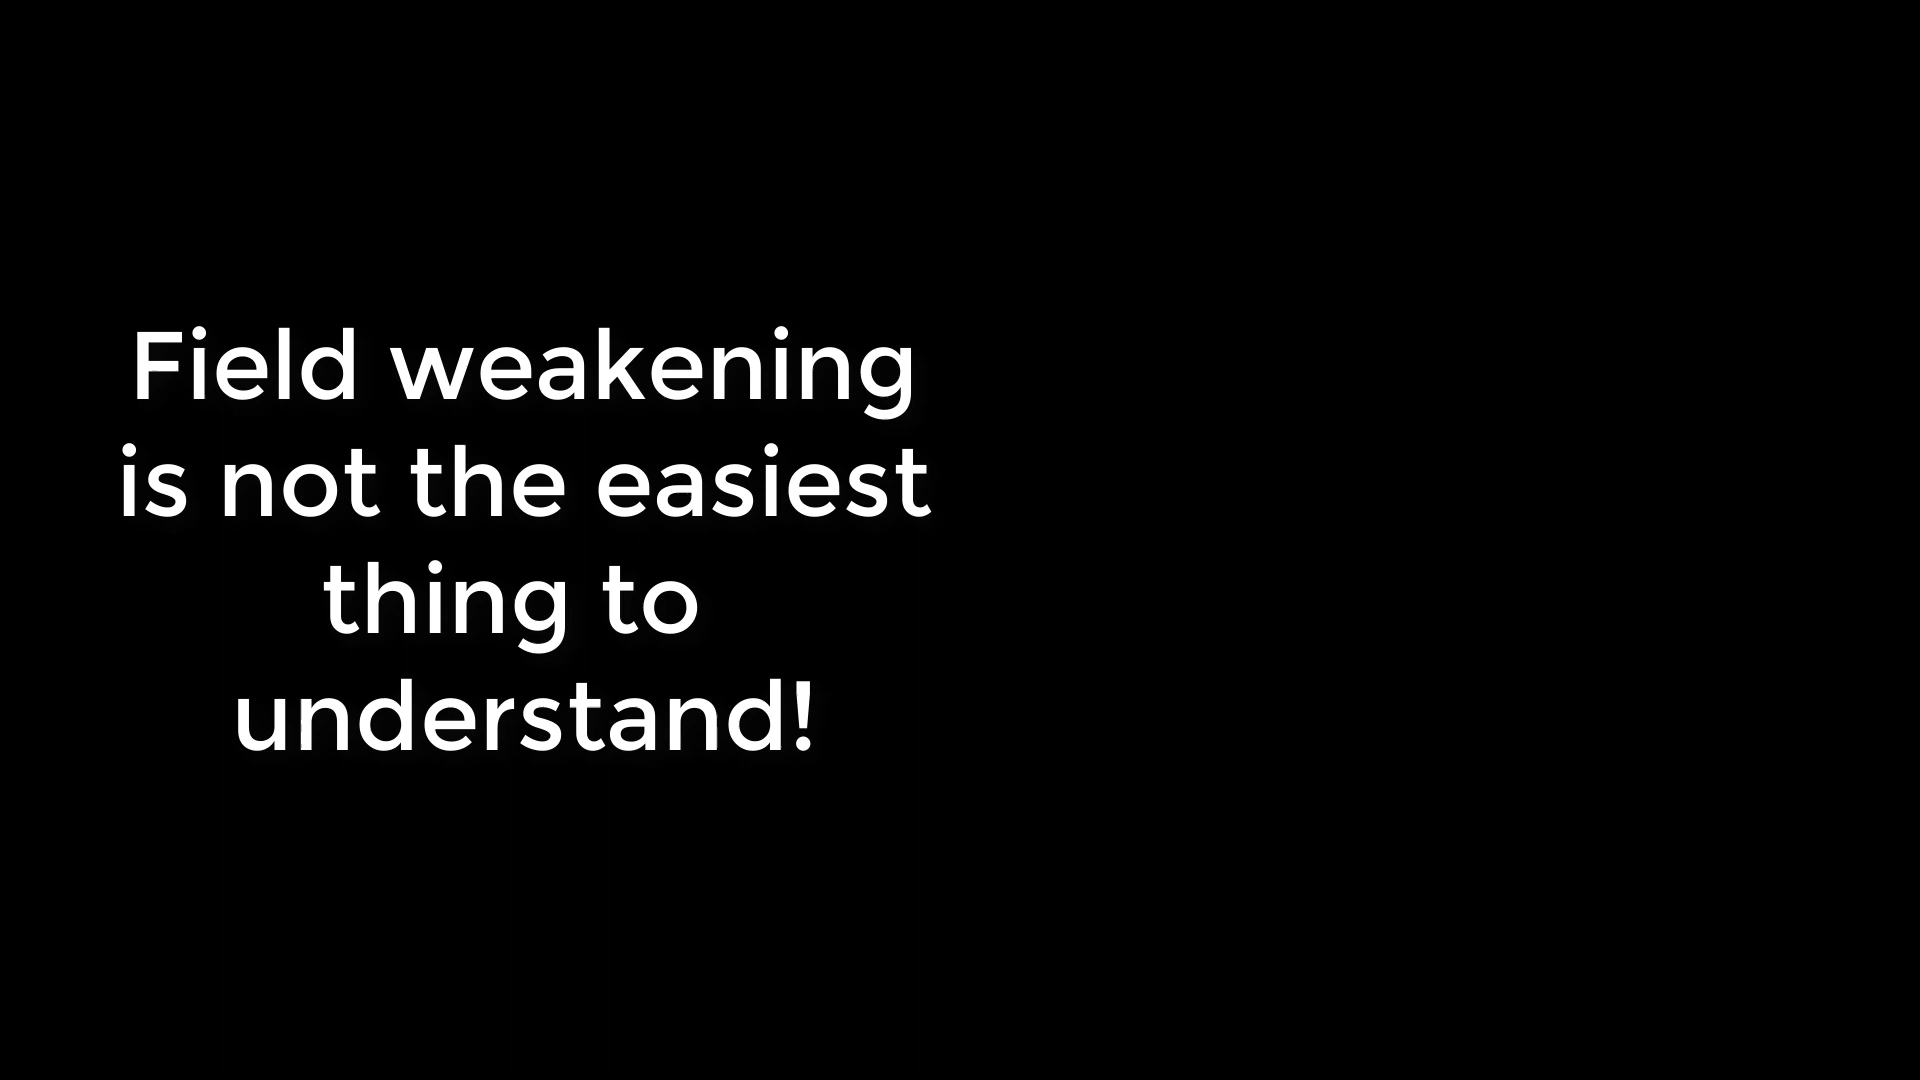 Field weakening
is not the easiest
thing to
understand!